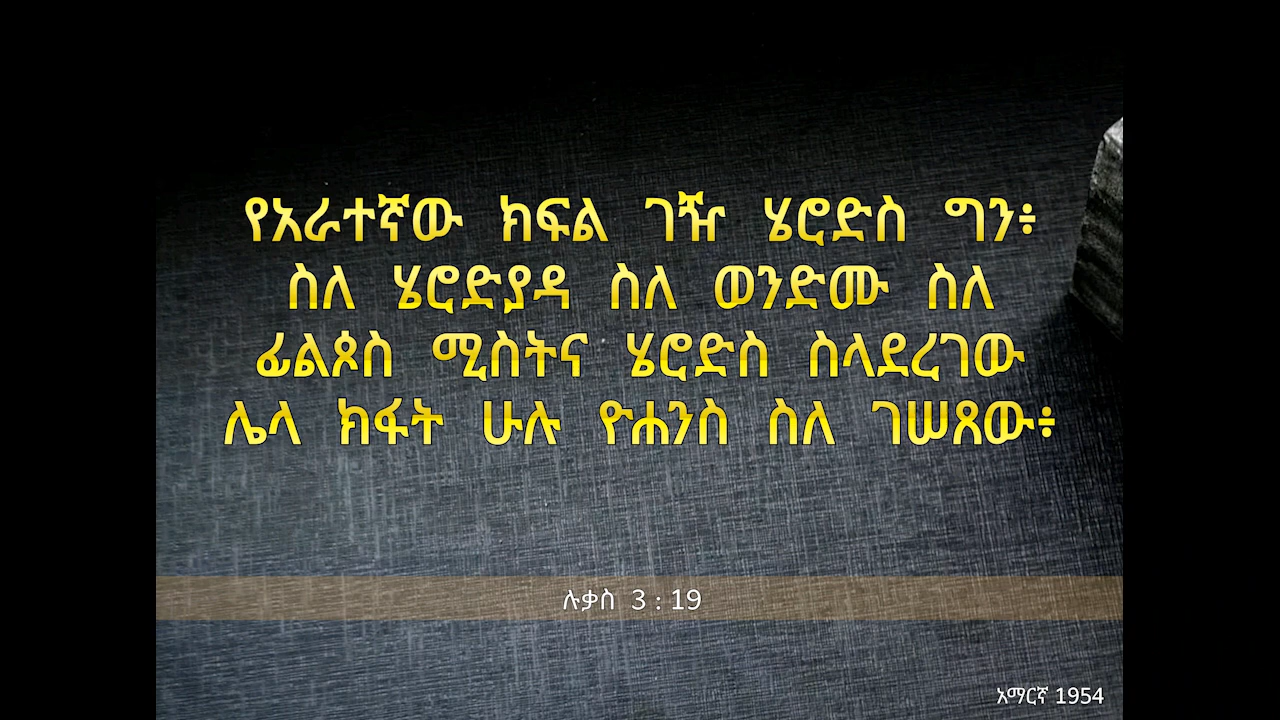 የአራተኛው ክፍል ገዥ ሄሮድስ ግን፥
ስለ ሄሮድያዳ ስለ ወንድሙ ስለ
ፊልጶስ ሚስትና ሄሮድስ ስላደረገው
ሌላ ክፋት ሁሉ ዮሐንስ ስለ ገሠጸው፥
ሉቃስ 3 : 19
አማርኛ 1954